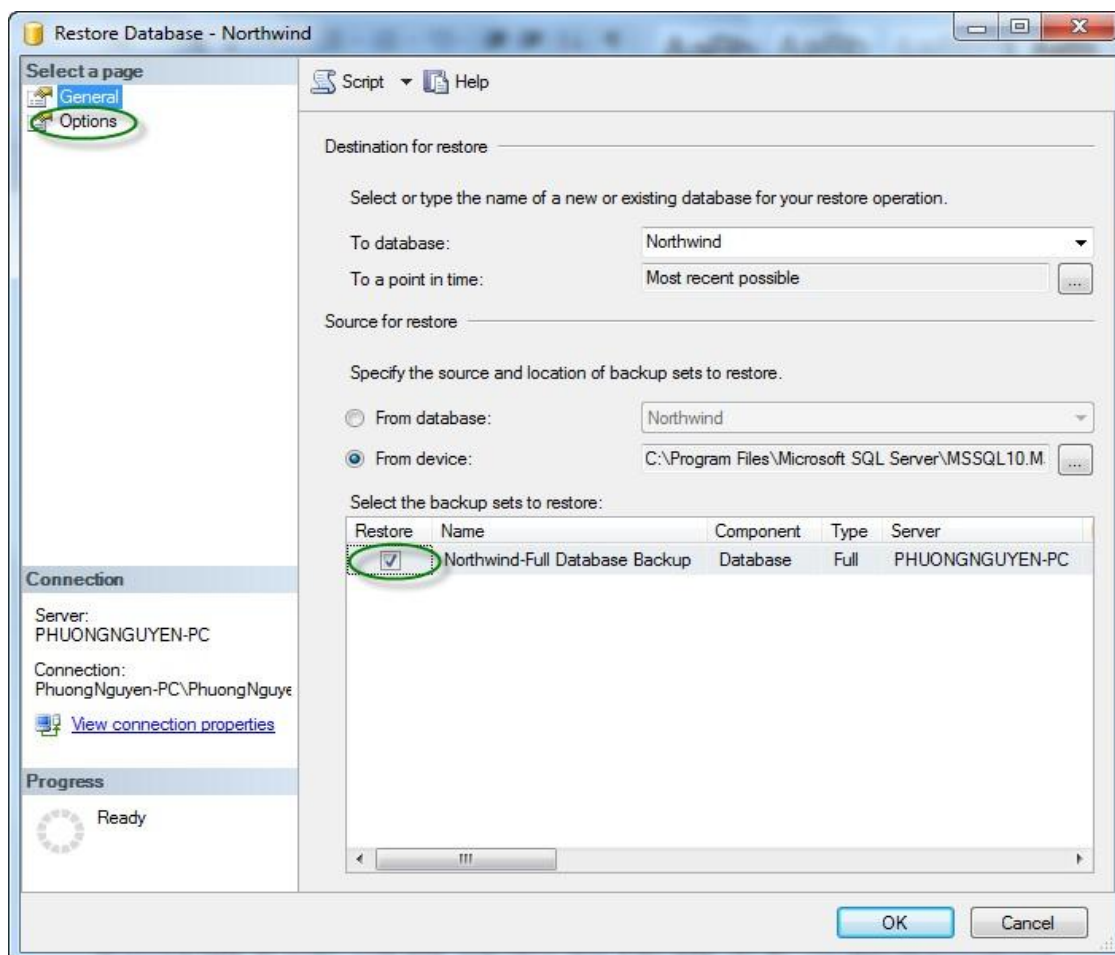 Restore Database - Northwind
Select a page
General
Options
Script
Help
Destination for restore
Select or type the name of a new or existing database for your restore operation.
To database:
Northwind
To a point in time:
Most recent possible
...
Source for restore
Specify the source and location of backup sets to restore.
From database:
Northwind
From device:
C:\Program Files\Microsoft SQL Server\MSSQL10.M
...
Select the backup sets to restore:
Restore Name Component Type Server
Northwind-Full Database Backup Database Full PHUONGNGUYEN-PC
Connection
Server:
PHUONGNGUYEN-PC
Connection:
PhuongNguyen-PC\PhuongNguye
View connection properties
Progress
Ready
OK
Cancel